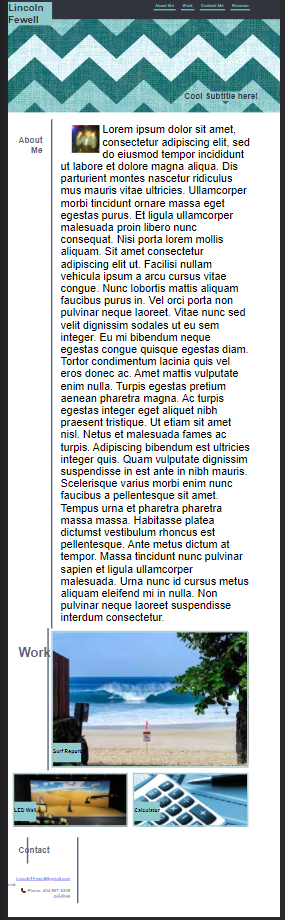 Lincoln
Fewell
About Me Work Contact Me Resume
Cool Subtitle here!
About
Me
Lorem ipsum dolor sit amet,
consectetur adipiscing elit, sed
do eiusmod tempor incididunt
ut labore et dolore magna aliqua. Dis
parturient montes nascetur ridiculus
mus mauris vitae ultricies. Ullamcorper
morbi tincidunt ornare massa eget
egestas purus. Et ligula ullamcorper
malesuada proin libero nunc
consequat. Nisi porta lorem mollis
aliquam. Sit amet consectetur
adipiscing elit ut. Facilisi nullam
vehicula ipsum a arcu cursus vitae
congue. Nunc lobortis mattis aliquam
faucibus purus in. Vel orci porta non
pulvinar neque laoreet. Vitae nunc sed
velit dignissim sodales ut eu sem
integer. Eu mi bibendum neque
egestas congue quisque egestas diam.
Tortor condimentum lacinia quis vel
eros donec ac. Amet mattis vulputate
enim nulla. Turpis egestas pretium
aenean pharetra magna. Ac turpis
egestas integer eget aliquet nibh
praesent tristique. Ut etiam sit amet
nisl. Netus et malesuada fames ac
turpis. Adipiscing bibendum est ultricies
integer quis. Quam vulputate dignissim
suspendisse in est ante in nibh mauris.
Scelerisque varius morbi enim nunc
faucibus a pellentesque sit amet.
Tempus urna et pharetra pharetra
massa massa. Habitasse platea
dictumst vestibulum rhoncus est
pellentesque. Ante metus dictum at
tempor. Massa tincidunt nunc pulvinar
sapien et ligula ullamcorper
malesuada. Urna nunc id cursus metus
aliquam eleifend mi in nulla. Non
pulvinar neque laoreet suspendisse
interdum consectetur.
Work
Surf Report
LED Wall
Calculator
Contact
Phone:
Github